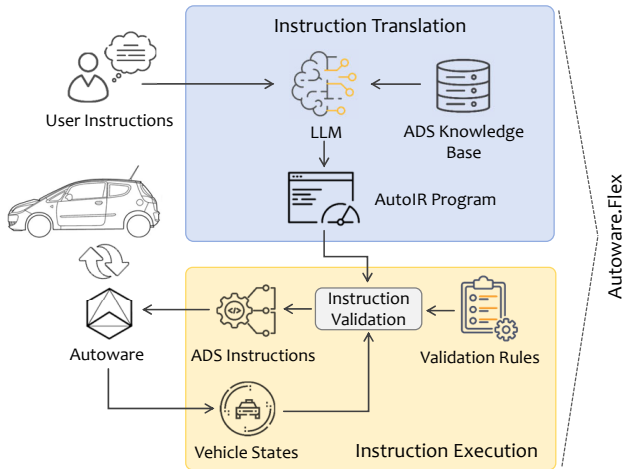 Instruction Translation
User Instructions
LLM
ADS Knowledge
Base
AutoIR Program
Autoware.Flex
Instruction
Validation
Autoware
ADS Instructions
Validation Rules
Vehicle States
Instruction Execution